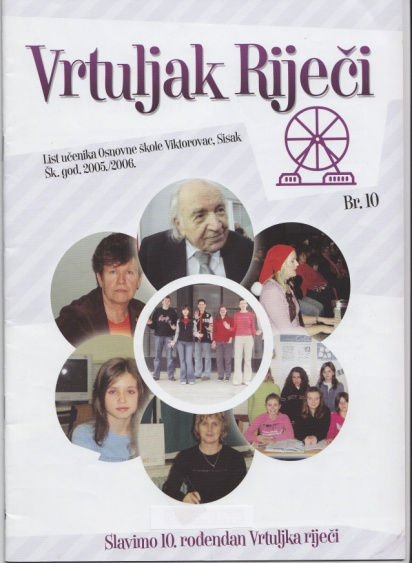 Vrtuljak Riječi
List učenika Osnovne škole Viktorovac, Sisak
Šk. god. 2005./2006.
Br. 10
Slavimo 10. rođendan Vrtuljka riječi